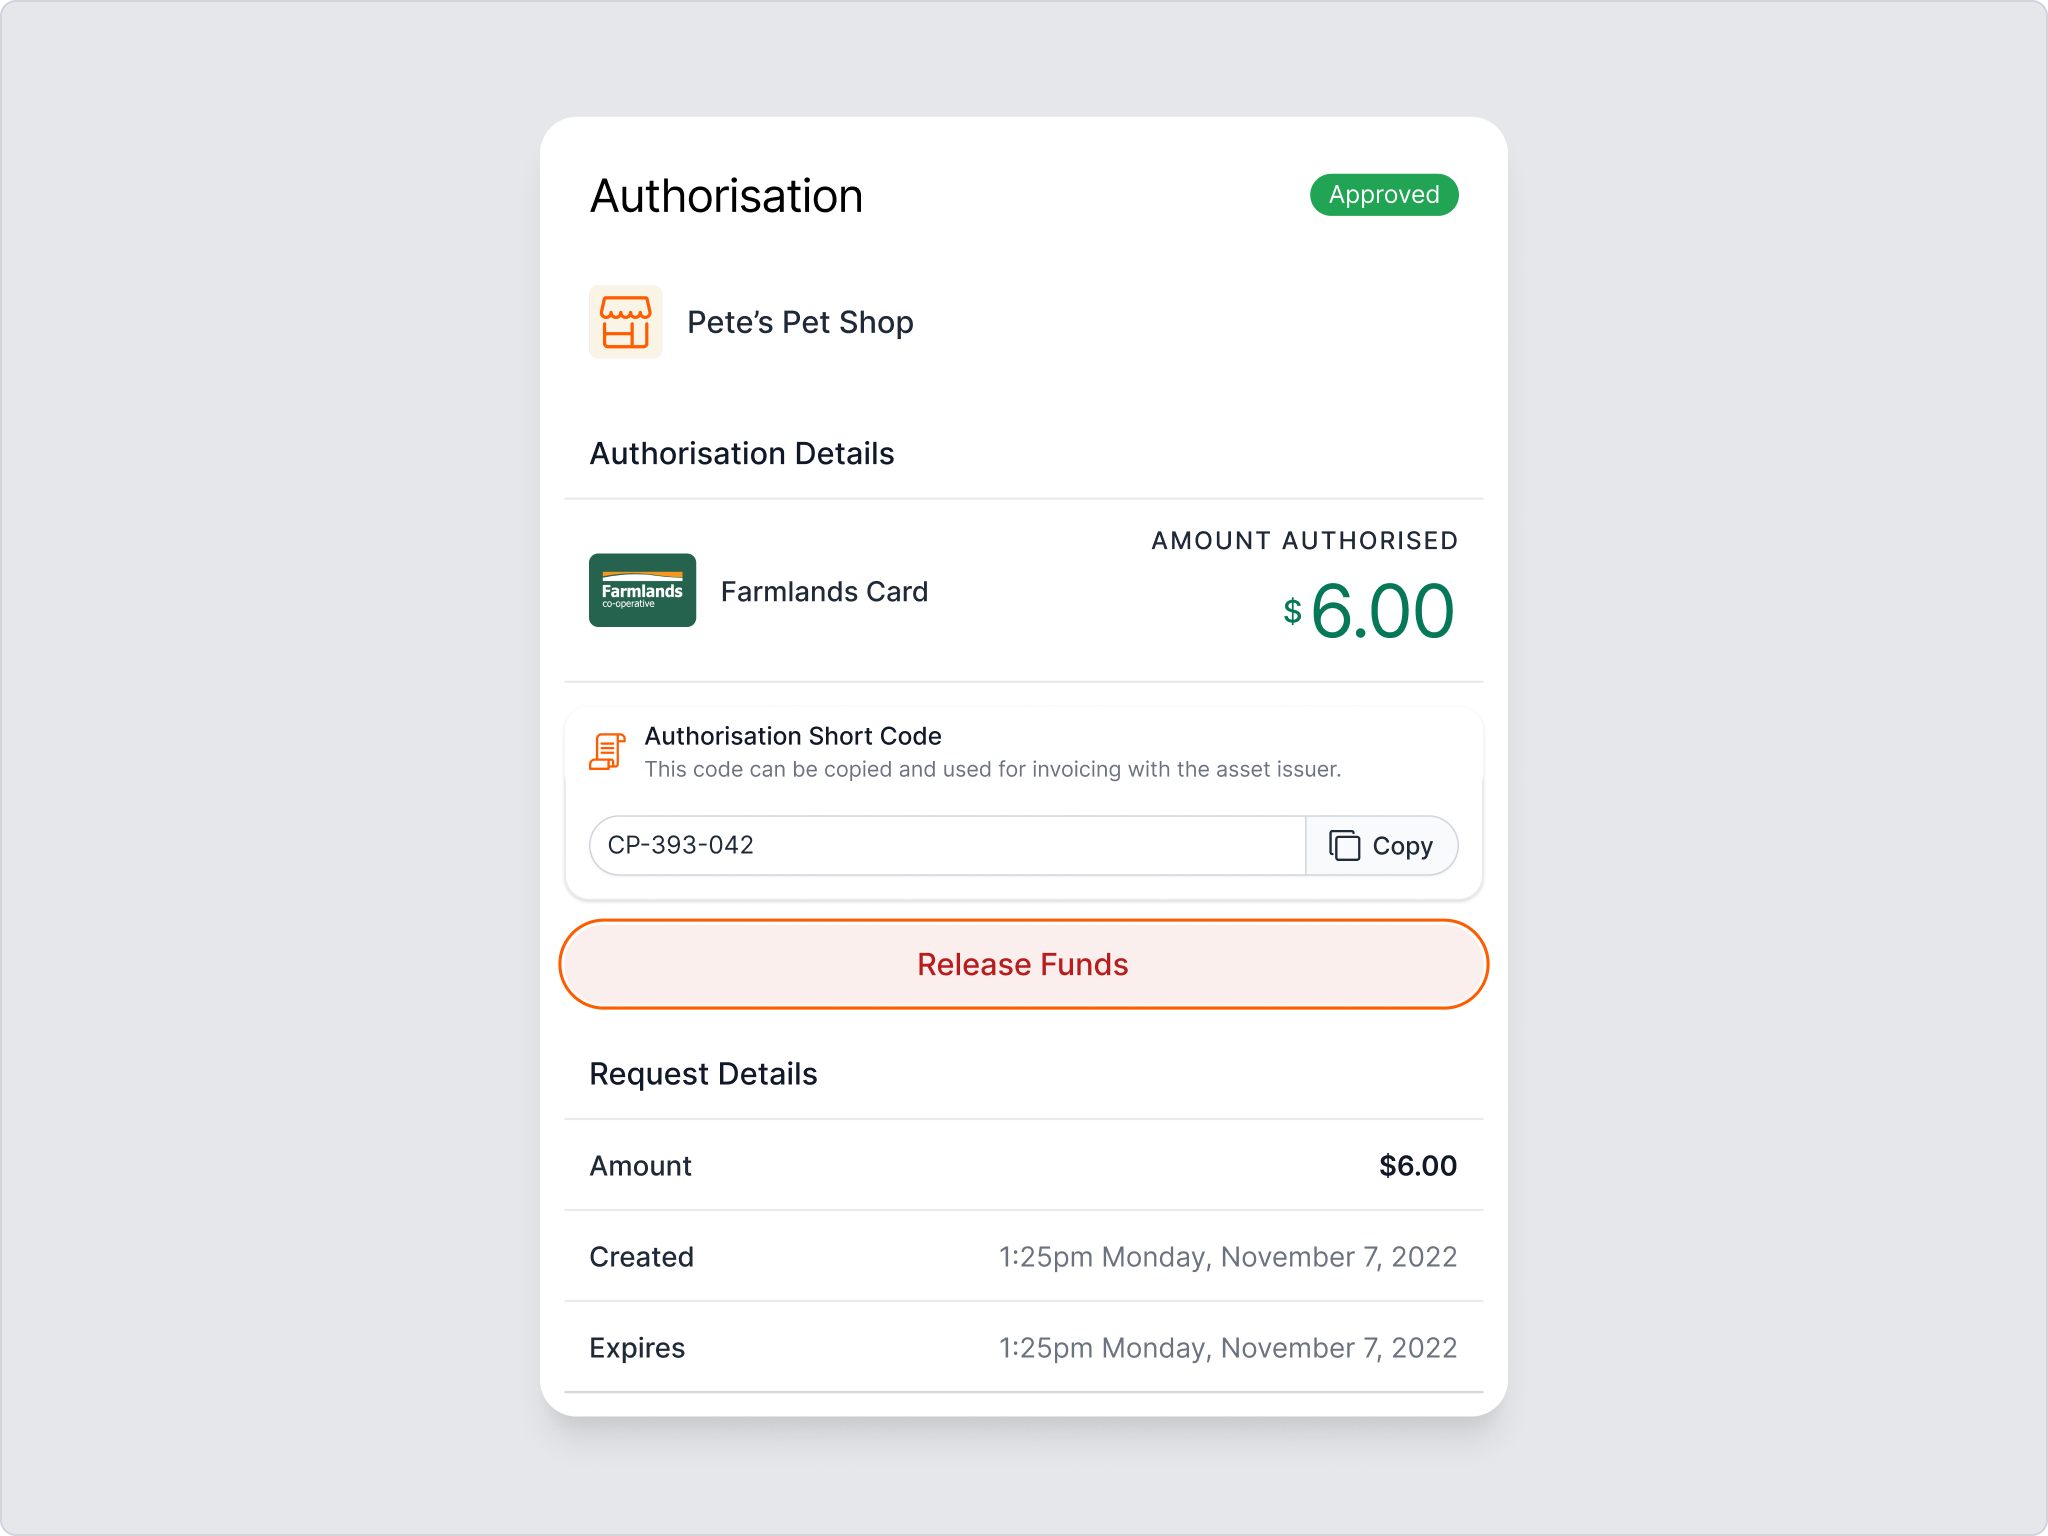 Authorisation
Approved
Pete’s Pet Shop
Authorisation Details
AMOUNT AUTHORISED
Farmlands
co-operative
Farmlands Card
$6.00
Authorisation Short Code
This code can be copied and used for invoicing with the asset issuer.
CP-393-042
Copy
Release Funds
Request Details
Amount
$6.00
Created
1:25pm Monday, November 7, 2022
Expires
1:25pm Monday, November 7, 2022